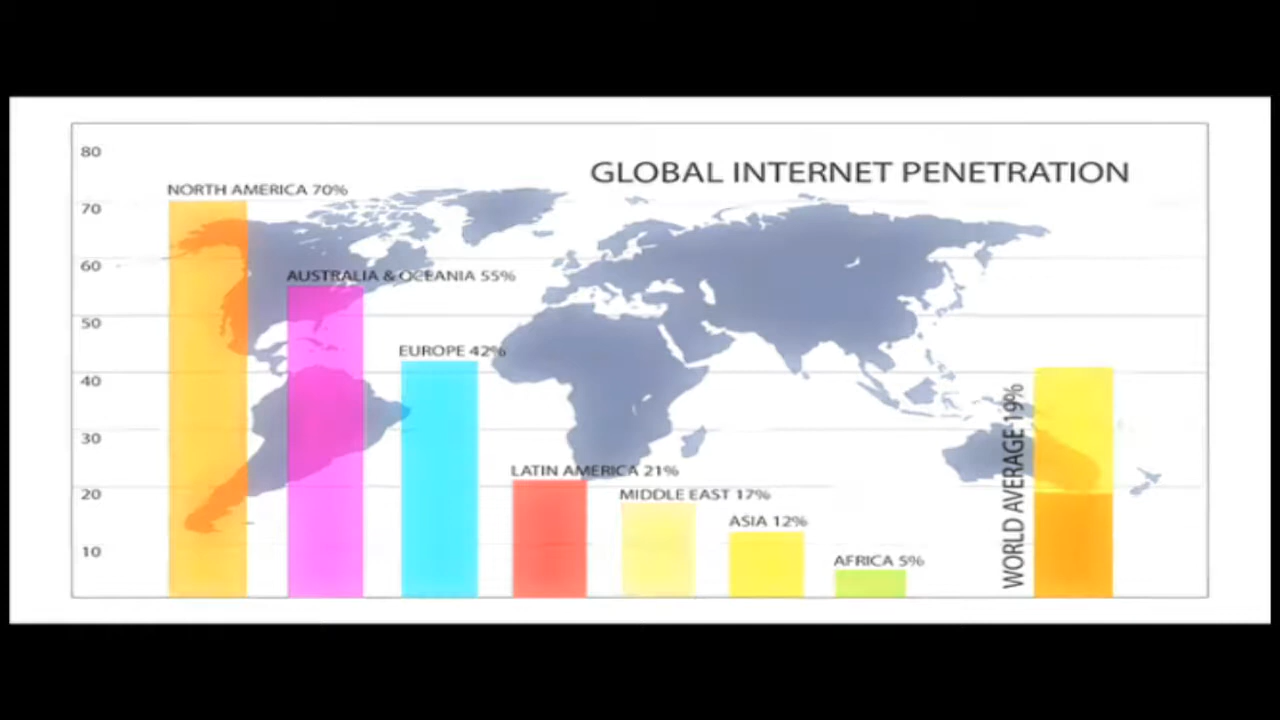 GLOBAL INTERNET PENETRATION
80
70
60
50
40
30
20
10
NORTH AMERICA 70%
AUSTRALIA & OCEANIA 55%
EUROPE 42%
LATIN AMERICA 21%
MIDDLE EAST 17%
ASIA 12%
AFRICA 5%
WORLD AVERAGE 19%